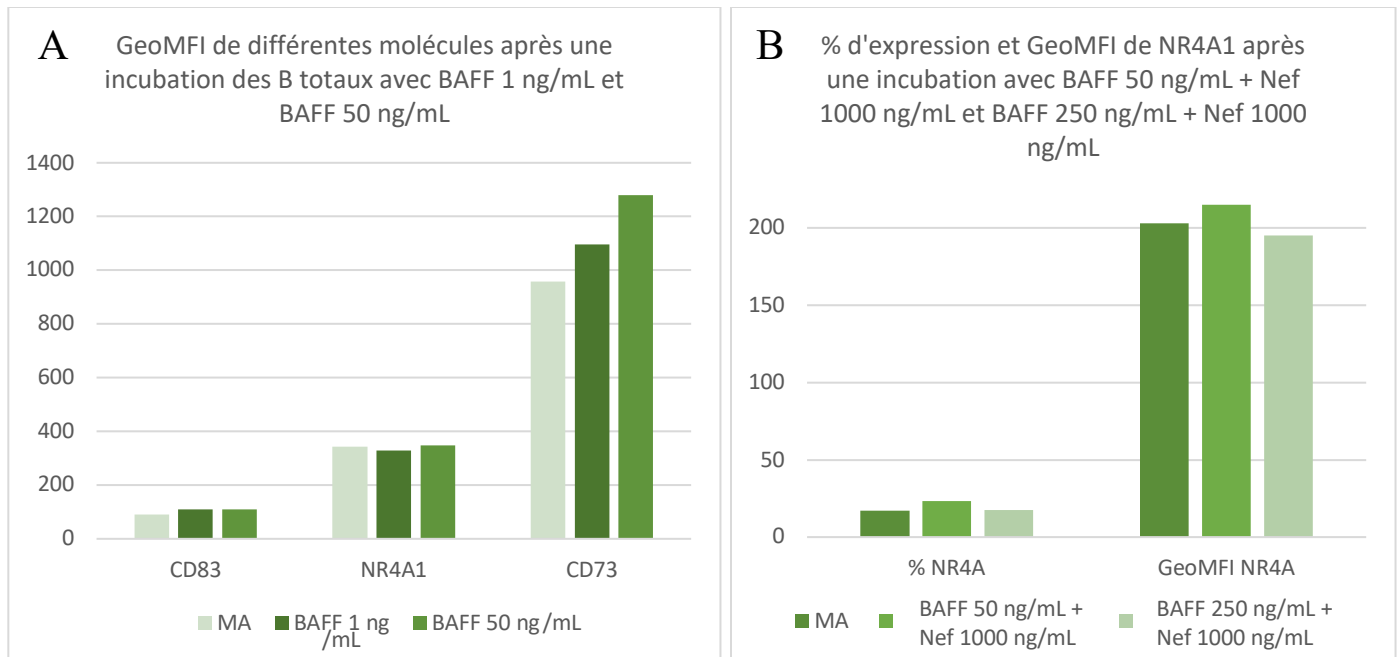 A
GeoMFI de différentes molécules après une
incubation des B totaux avec BAFF 1 ng/mL et
BAFF 50 ng/mL
1400
1200
1000
800
600
400
200
0
CD83 NR4A1 CD73
MA BAFF 1 ng /mL BAFF 50 ng/mL
B
% d'expression et GeoMFI de NR4A1 après
une incubation avec BAFF 50 ng/mL + Nef
1000 ng/mL et BAFF 250 ng/mL + Nef 1000
ng/mL
200
150
100
50
0
% NR4A GeoMFI NR4A
MA
BAFF 50 ng/mL +
Nef 1000 ng/mL
BAFF 250 ng/mL +
Nef 1000 ng/mL